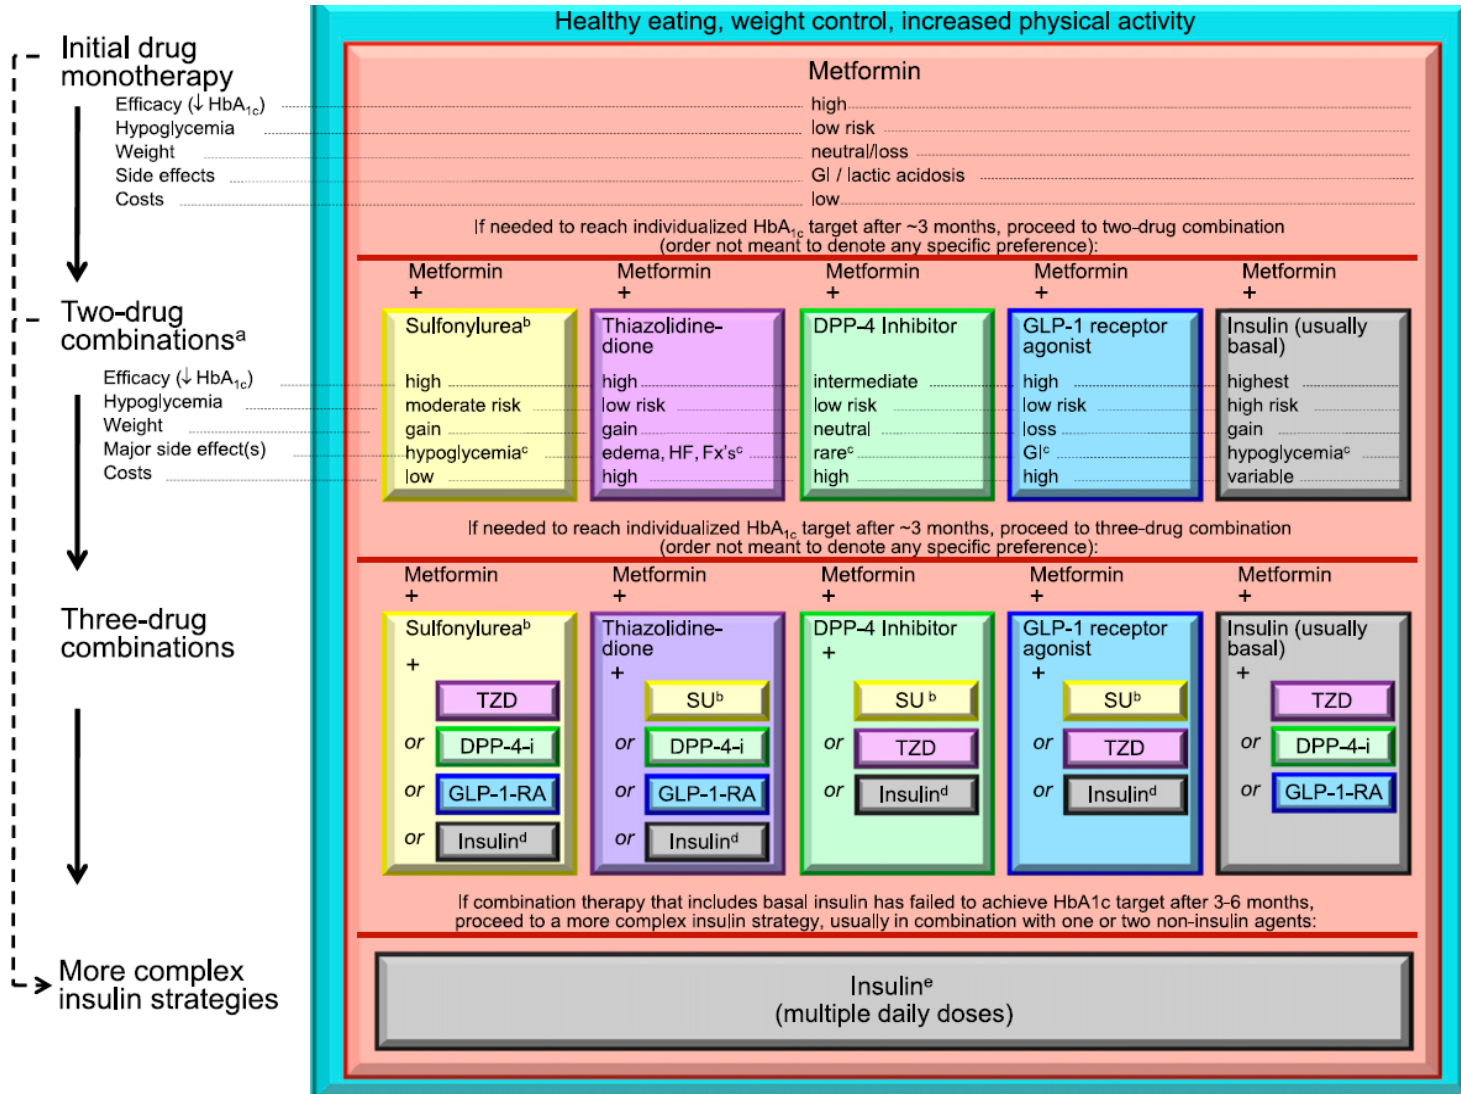 Healthy eating, weight control, increased physical activity
Initial drug
monotherapy
Metformin
Efficacy (↓ HbA1c) high
Hypoglycemia low risk
Weight neutral/loss
Side effects GI / lactic acidosis
Costs low
If needed to reach individualized HbA1c target after ~3 months, proceed to two-drug combination
(order not meant to denote any specific preference):
Two-drug
combinationsa
Metformin Metformin Metformin Metformin Metformin
+ + + + +
Sulfonylureab Thiazolidine- DPP-4 Inhibitor GLP-1 receptor Insulin (usually
dione agonist basal)
Efficacy (↓ HbA1c) high high intermediate high highest
Hypoglycemia moderate risk low risk low risk low risk high risk
Weight gain gain neutral loss gain
Major side effect(s) hypoglycemiac edema, HF, Fx'sc rarec GIc hypoglycemiac
Costs low high high high variable
If needed to reach individualized HbA1c target after ~3 months, proceed to three-drug combination
(order not meant to denote any specific preference):
Three-drug
combinations
Metformin Metformin Metformin Metformin Metformin
+ + + + +
Sulfonylureab Thiazolidine- DPP-4 Inhibitor GLP-1 receptor Insulin (usually
dione agonist basal)
+ + + + +
TZD SUb SU b SUb TZD
or DPP-4-i or DPP-4-i or TZD or TZD or DPP-4-i
or GLP-1-RA or GLP-1-RA or Insulind or Insulind or GLP-1-RA
or Insulind or Insulind
If combination therapy that includes basal insulin has failed to achieve HbA1c target after 3-6 months,
proceed to a more complex insulin strategy, usually in combination with one or two non-insulin agents:
More complex
insulin strategies
Insuline
(multiple daily doses)